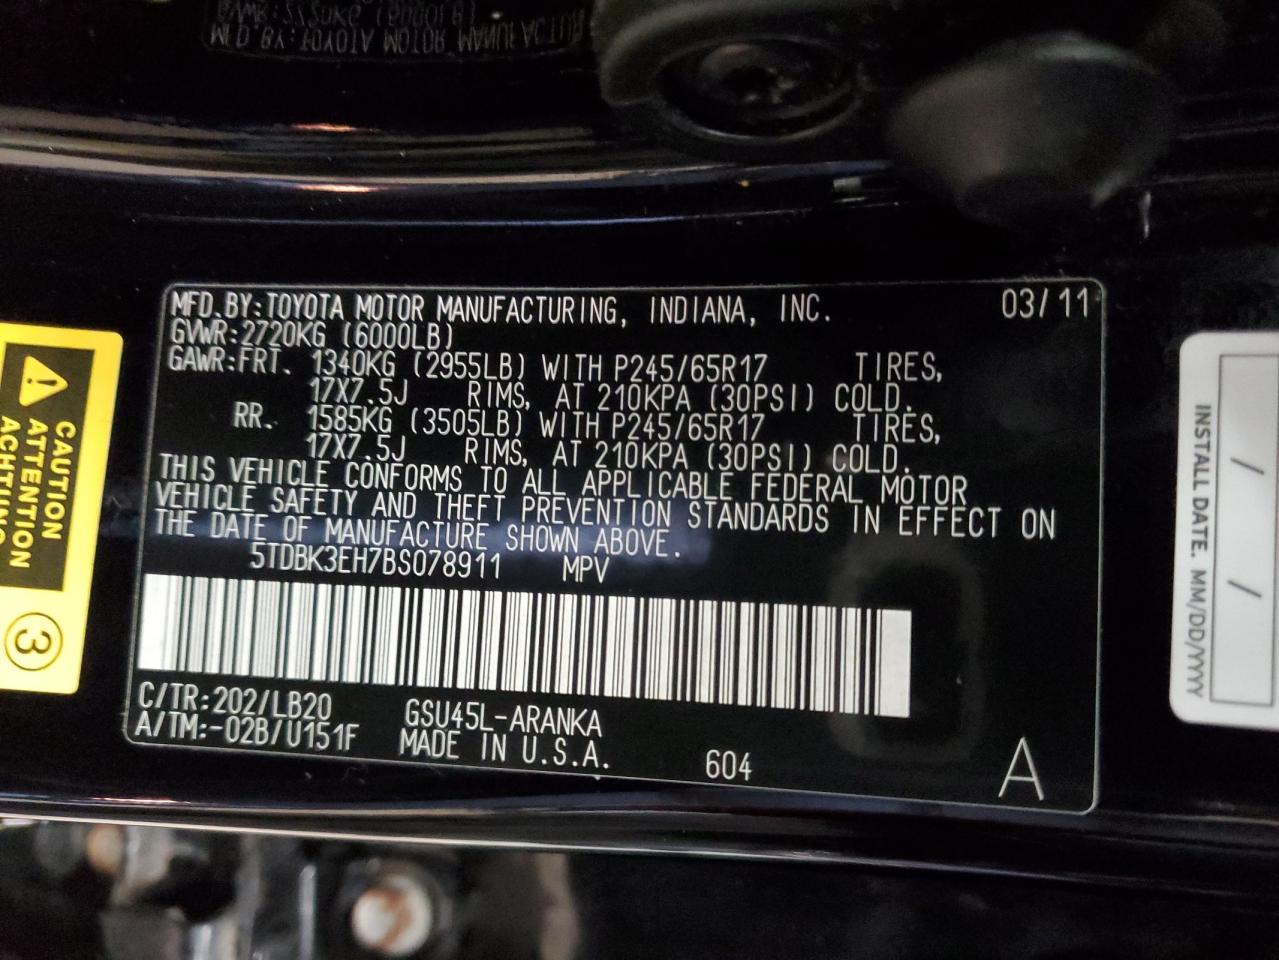 MFD.BY:TOYOTA MOTOR MANUFACTURING, INDIANA, INC. 03/11
GVWR:2720KG (6000LB)
GAWR:FRT. 1340KG (2955LB) WITH P245/65R17 TIRES,
17X7.5J RIMS, AT 210KPA (30PSI) COLD.
RR. 1585KG (3505LB) WITH P245/65R17 TIRES,
17X7.5J RIMS, AT 210KPA (30PSI) COLD.
THIS VEHICLE CONFORMS TO ALL APPLICABLE FEDERAL MOTOR
VEHICLE SAFETY AND THEFT PREVENTION STANDARDS IN EFFECT ON
THE DATE OF MANUFACTURE SHOWN ABOVE.
5TDBK3EH7BS078911 MPV
C/TR:202/LB20 GSU45L-ARANKA
A/TM:-02B/U151F MADE IN U.S.A. 604 A
CAUTION
ATTENTION
3
INSTALL DATE. MM/DD/YYYY
/ /